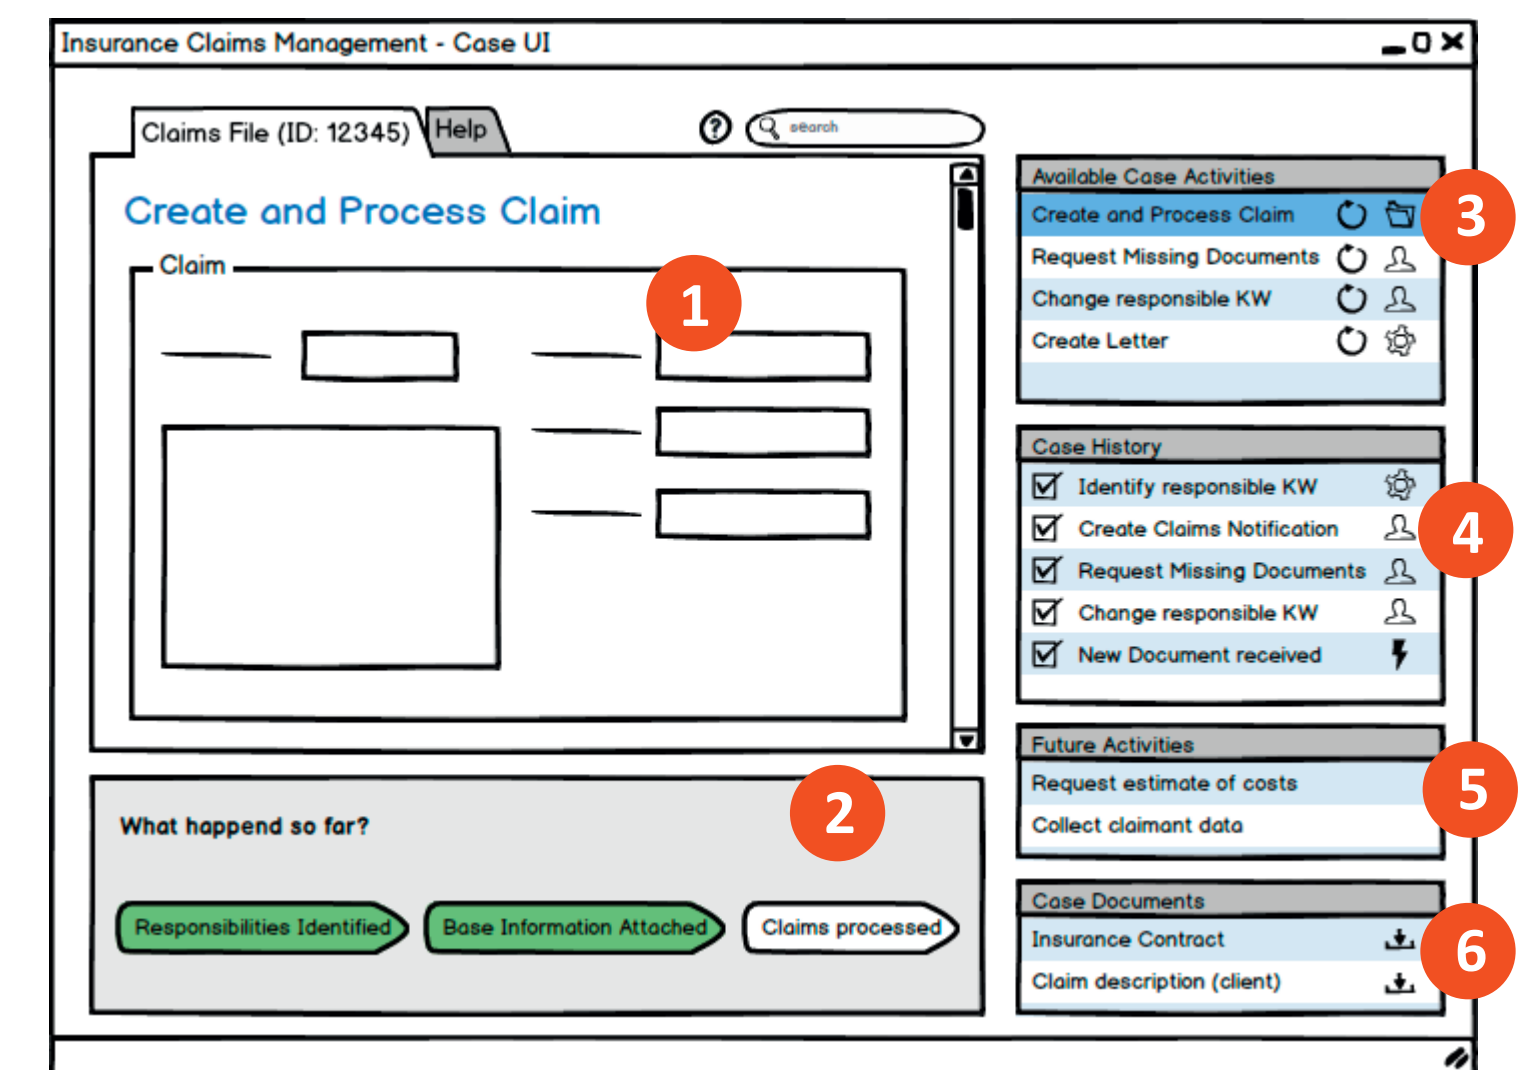 Insurance Claims Management - Case UI
Claims File (ID: 12345)
Help
?
search
Create and Process Claim
Claim
1
What happend so far?
2
Responsibilities Identified
Base Information Attached
Claims processed
Available Case Activities
3
Create and Process Claim
Request Missing Documents
Change responsible KW
Create Letter
Case History
Identify responsible KW
4
Create Claims Notification
Request Missing Documents
Change responsible KW
New Document received
Future Activities
5
Request estimate of costs
Collect claimant data
Case Documents
6
Insurance Contract
Claim description (client)